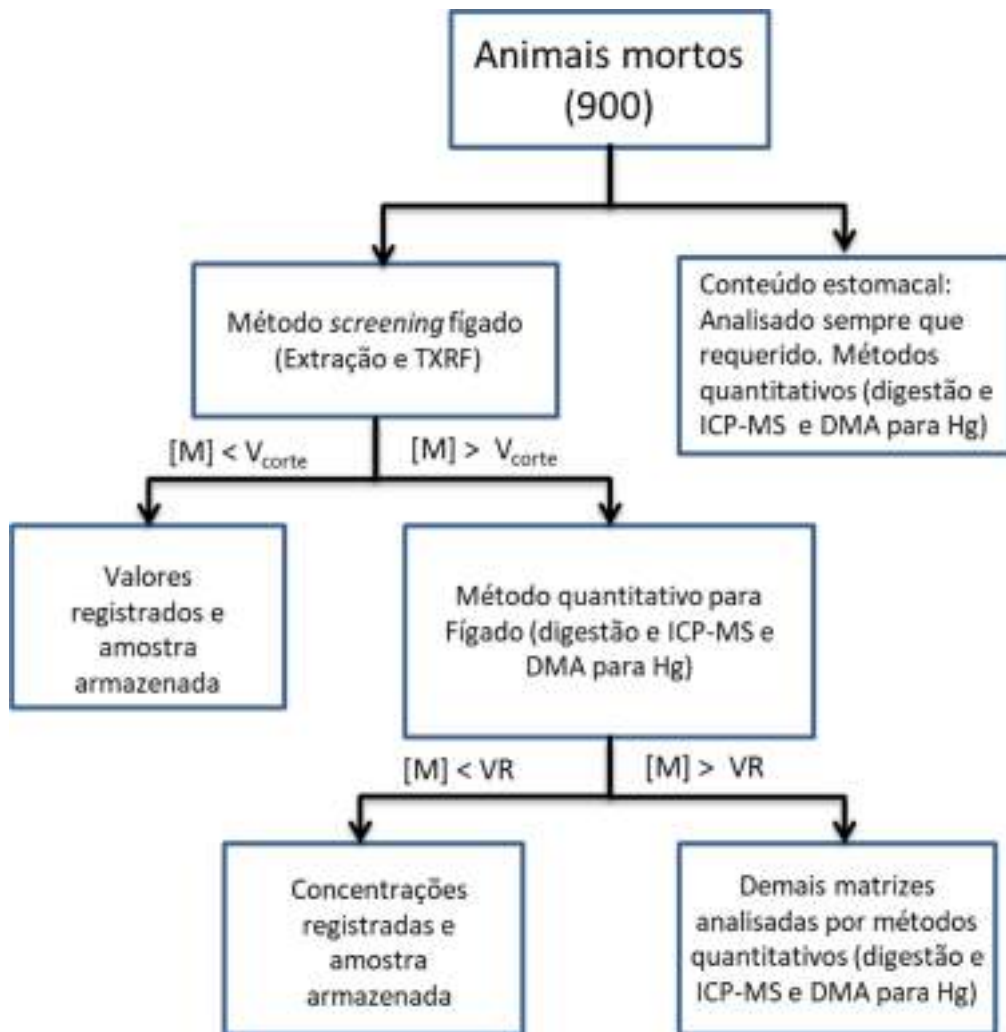 Animais mortos
(900)
Método screening fígado
(Extração e TXRF)
Conteúdo estomacal:
Analisado sempre que
requerido. Métodos
quantitativos (digestão e
ICP-MS e DMA para Hg)
[M] < Vcorte
[M] > Vcorte
Valores
registrados e
amostra
armazenada
Método quantitativo para
Fígado (digestão e ICP-MS e
DMA para Hg)
[M] < VR
[M] > VR
Concentrações
registradas e
amostra
armazenada
Demais matrizes
analisadas por métodos
quantitativos (digestão e
ICP-MS e DMA para Hg)